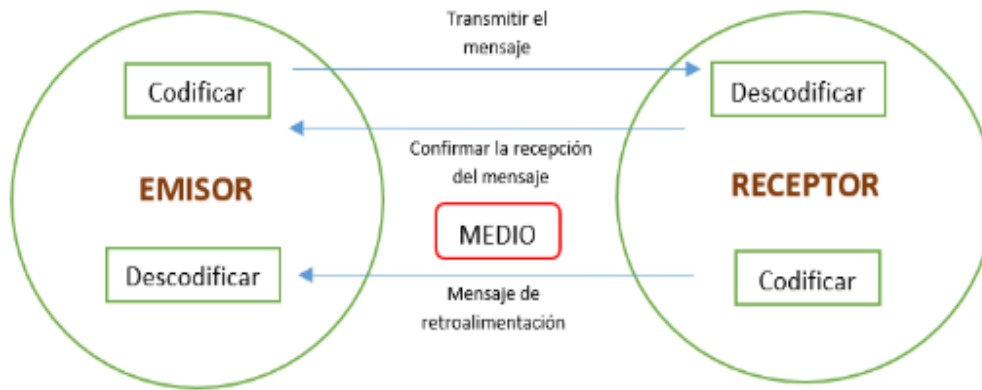 Transmitir el
mensaje
Codificar
Descodificar
Confirmar la recepción
del mensaje
EMISOR
RECEPTOR
MEDIO
Descodificar
Codificar
Mensaje de
retroalimentación